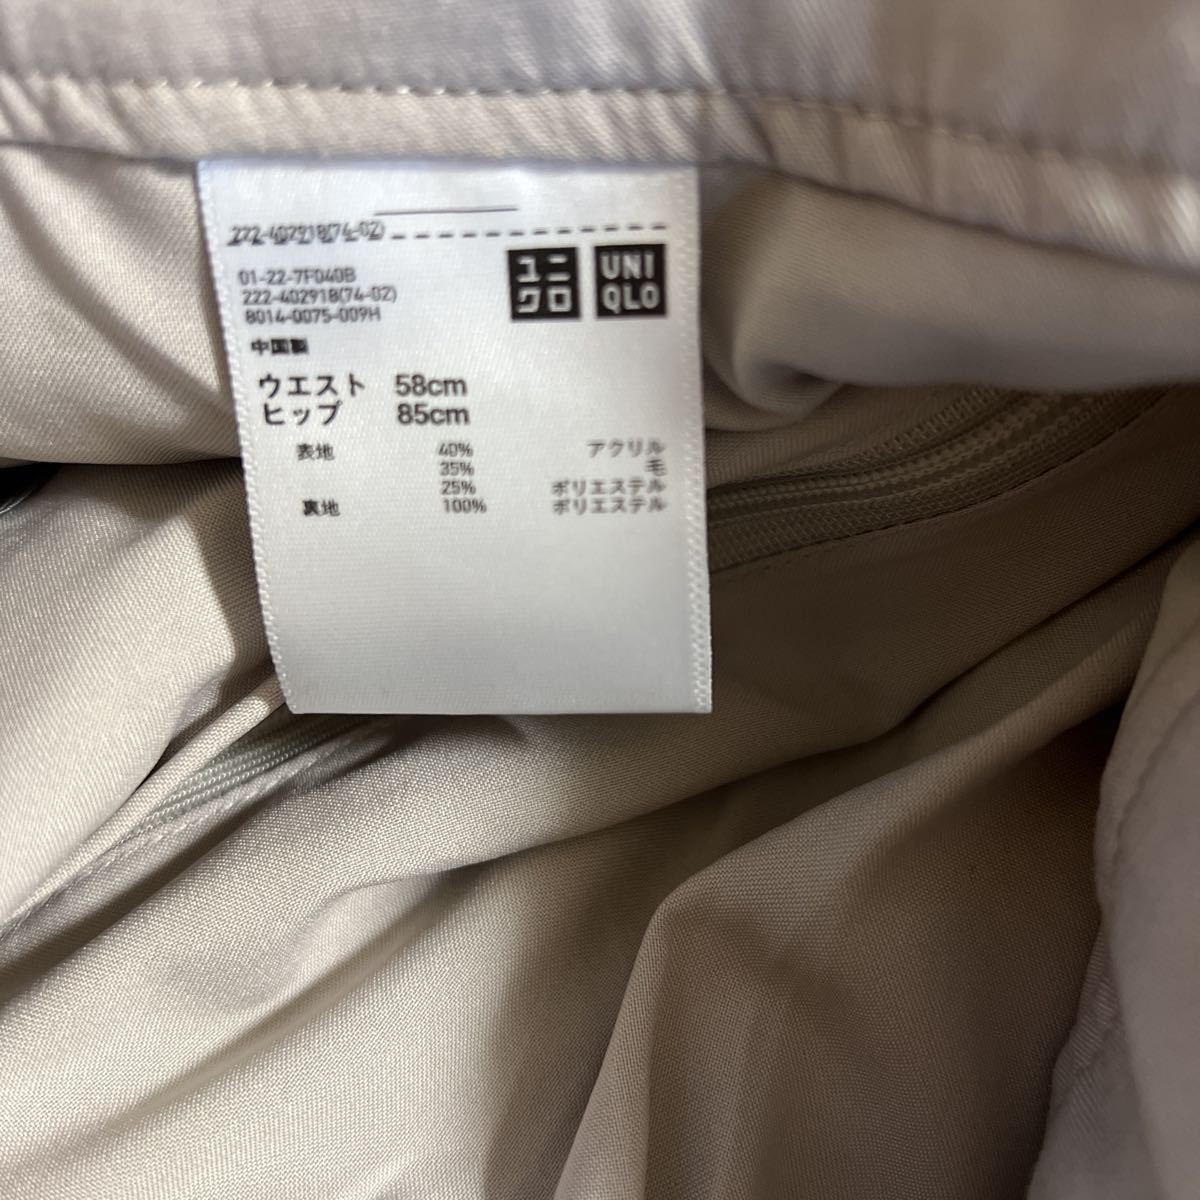 222-402918(74-02)
01-22-7F040B
222-402918(74-02)
8014-0075-009H
ユニ
クロ
UNI
QLO
中国製
ウエスト 58cm
ヒップ 85cm
表地 40% アクリル
35% 毛
25% ポリエステル
裏地 100% ポリエステル